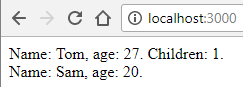 localhost:3000
Name: Tom, age: 27. Children: 1.
Name: Sam, age: 20.